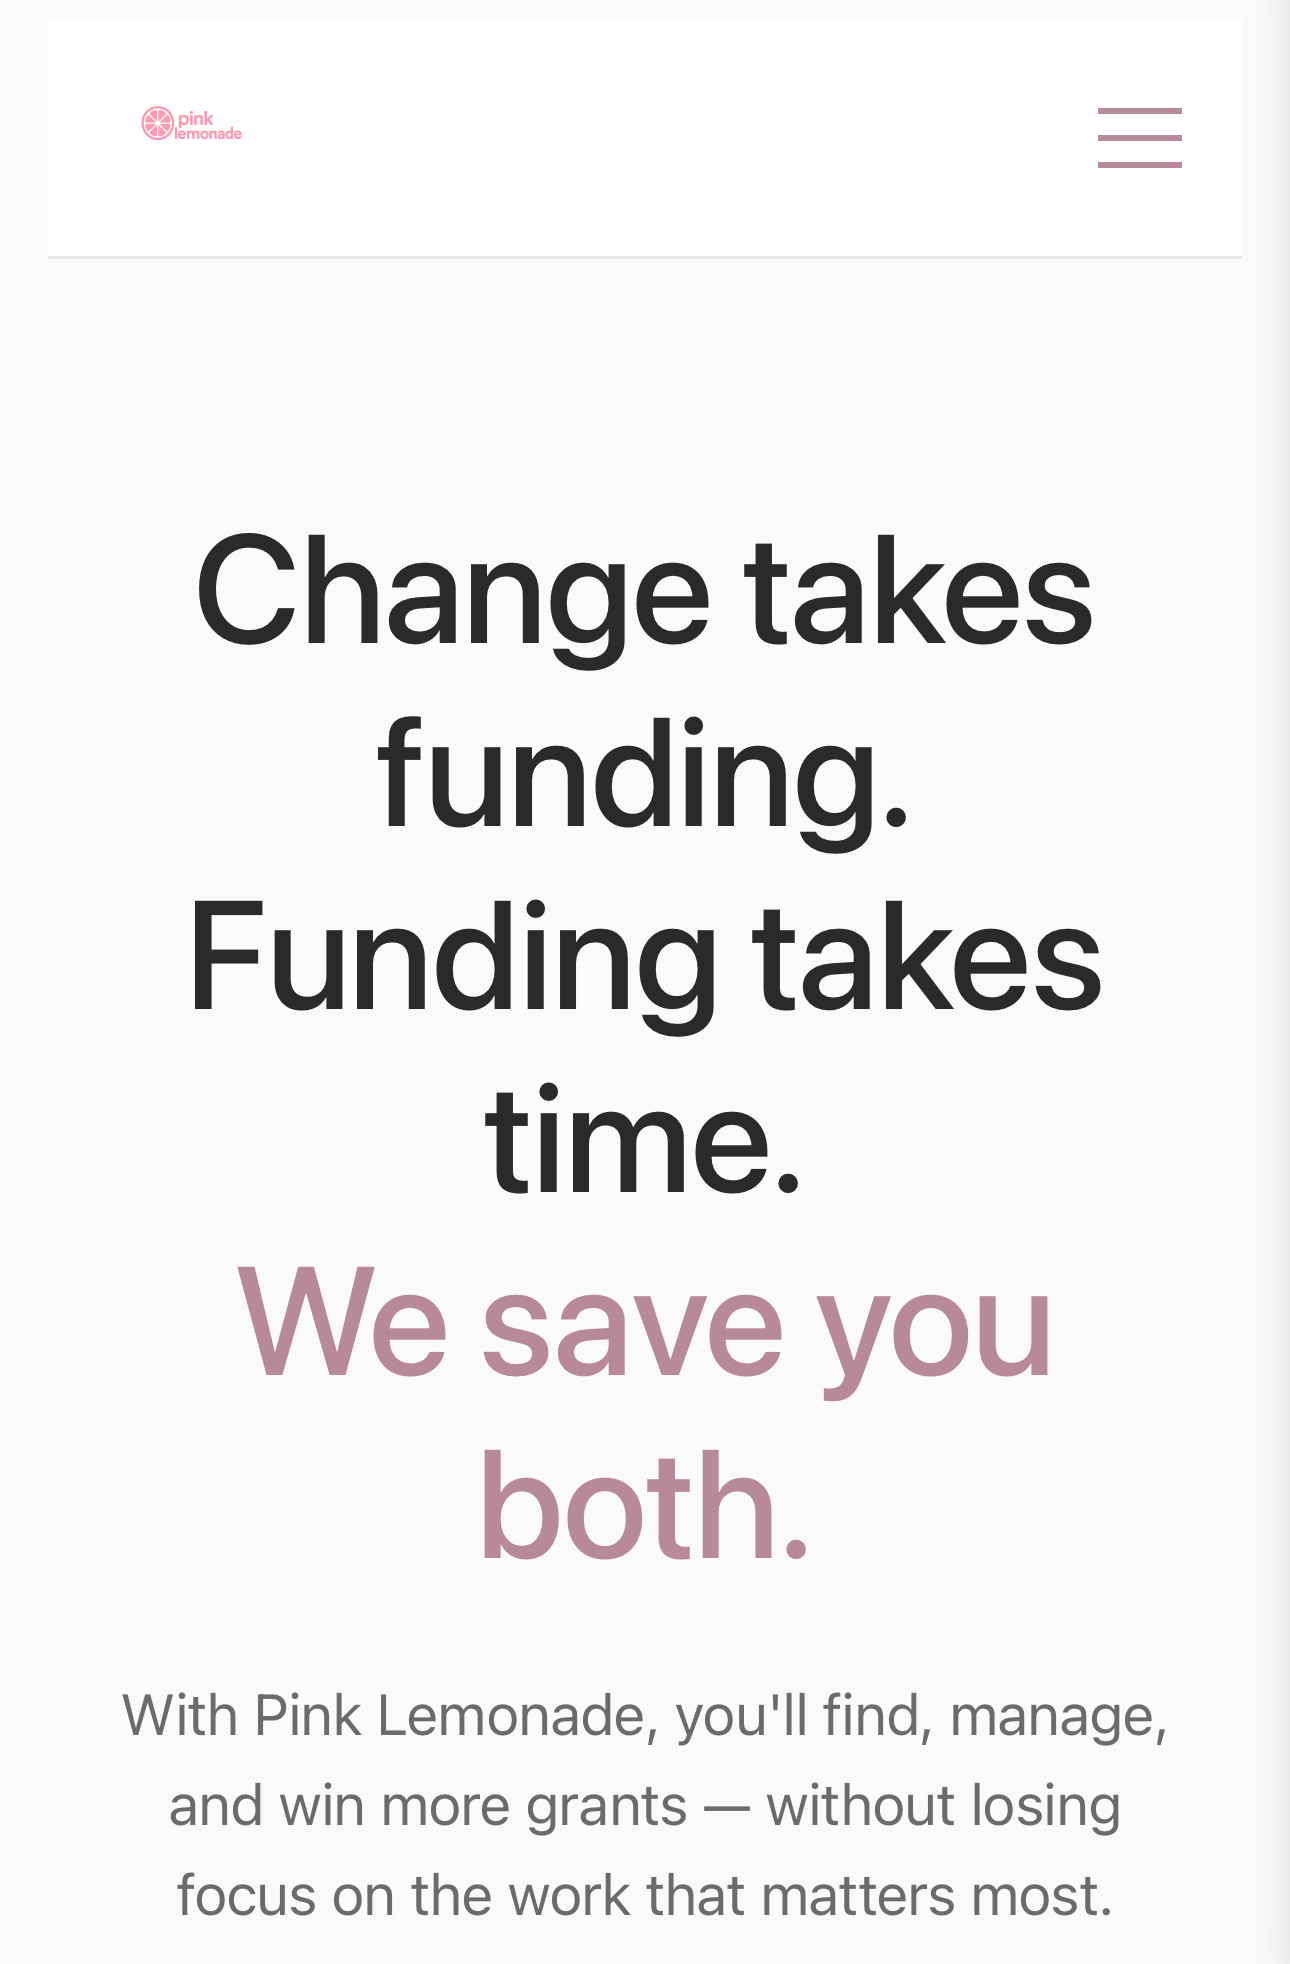 pink
lemonade
Change takes
funding.
Funding takes
time.
We save you
both.
With Pink Lemonade, you'll find, manage,
and win more grants — without losing
focus on the work that matters most.